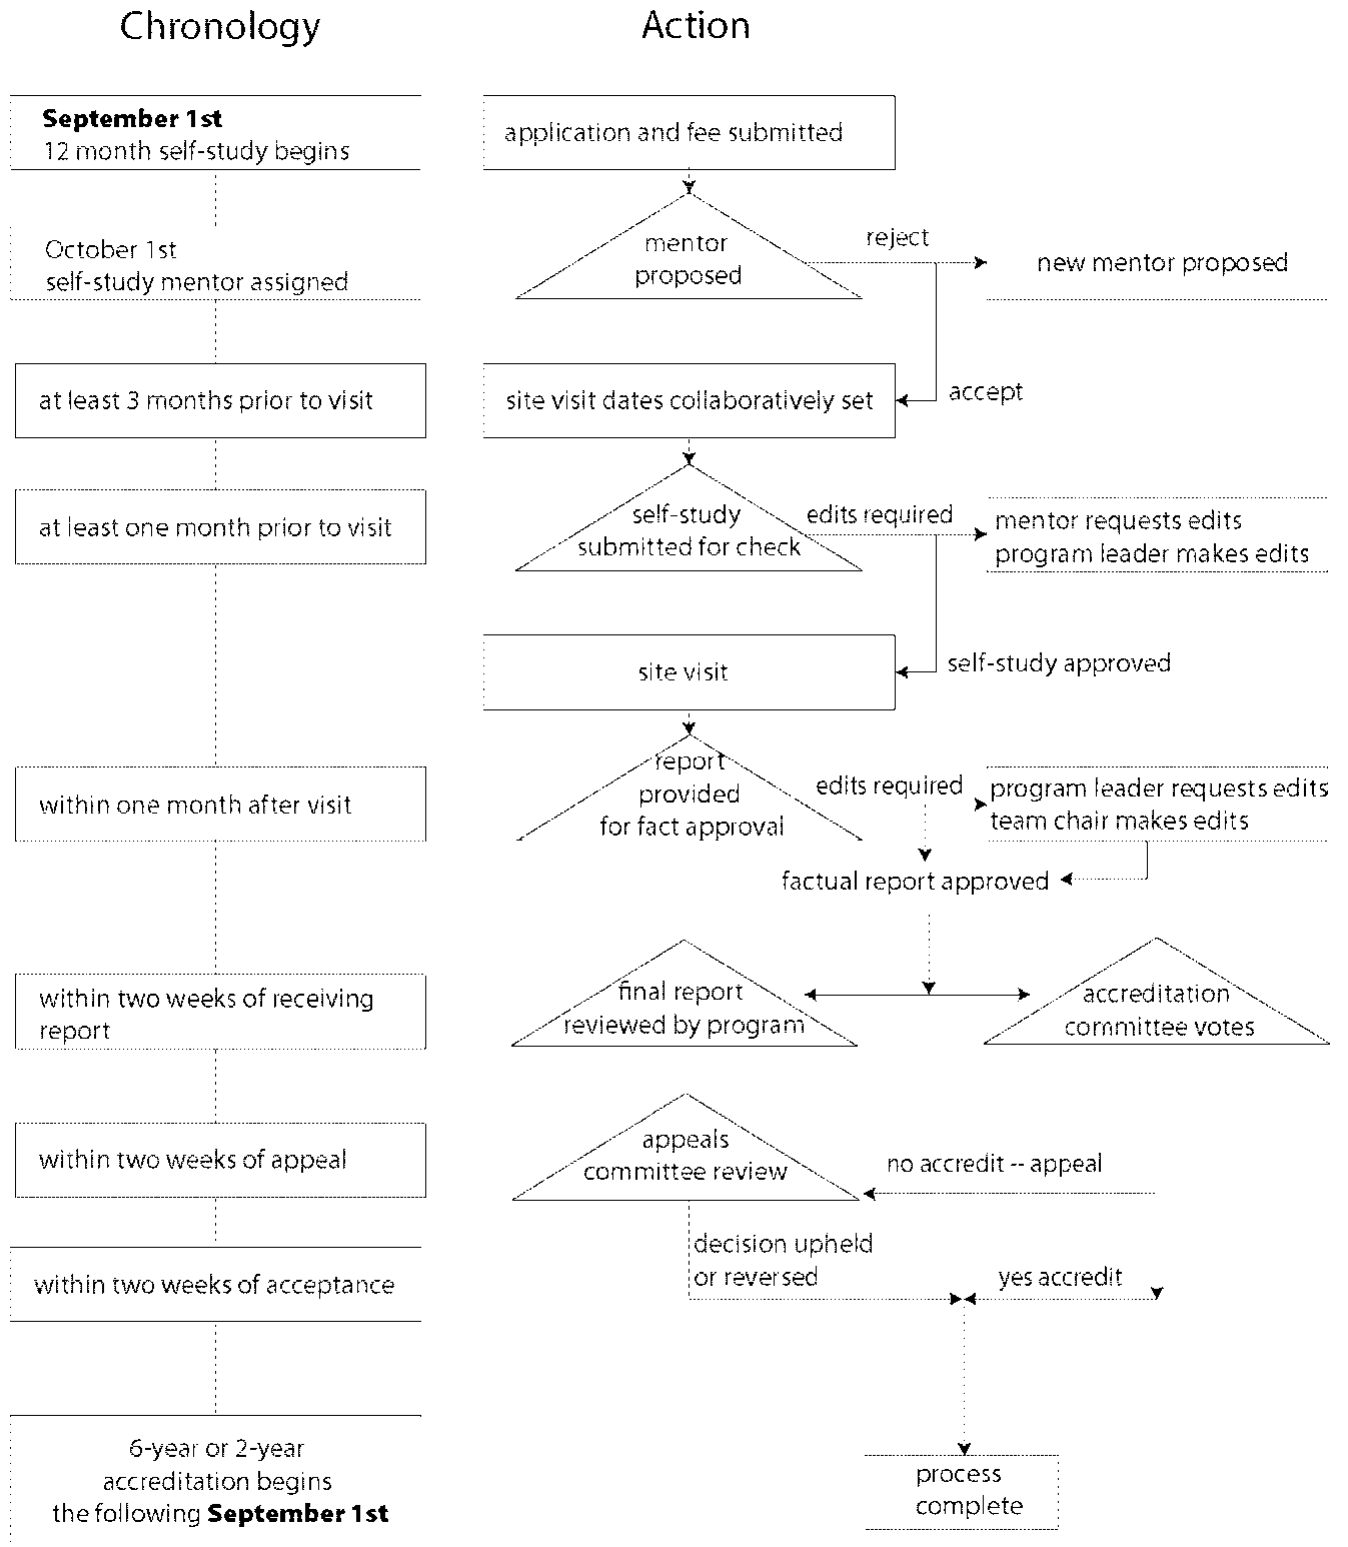 Chronology
Action
September 1st
12 month self-study begins
application and fee submitted
October 1st
self-study mentor assigned
mentor
proposed
reject
new mentor proposed
at least 3 months prior to visit
site visit dates collaboratively set
accept
at least one month prior to visit
self-study
submitted for check
edits required
mentor requests edits
program leader makes edits
site visit
self-study approved
within one month after visit
report
provided
for fact approval
edits required
program leader requests edits
team chair makes edits
factual report approved
within two weeks of receiving
report
final report
reviewed by program
accreditation
committee votes
within two weeks of appeal
appeals
committee review
no accredit -- appeal
decision upheld
or reversed
yes accredit
within two weeks of acceptance
6-year or 2-year
accreditation begins
the following September 1st
process
complete